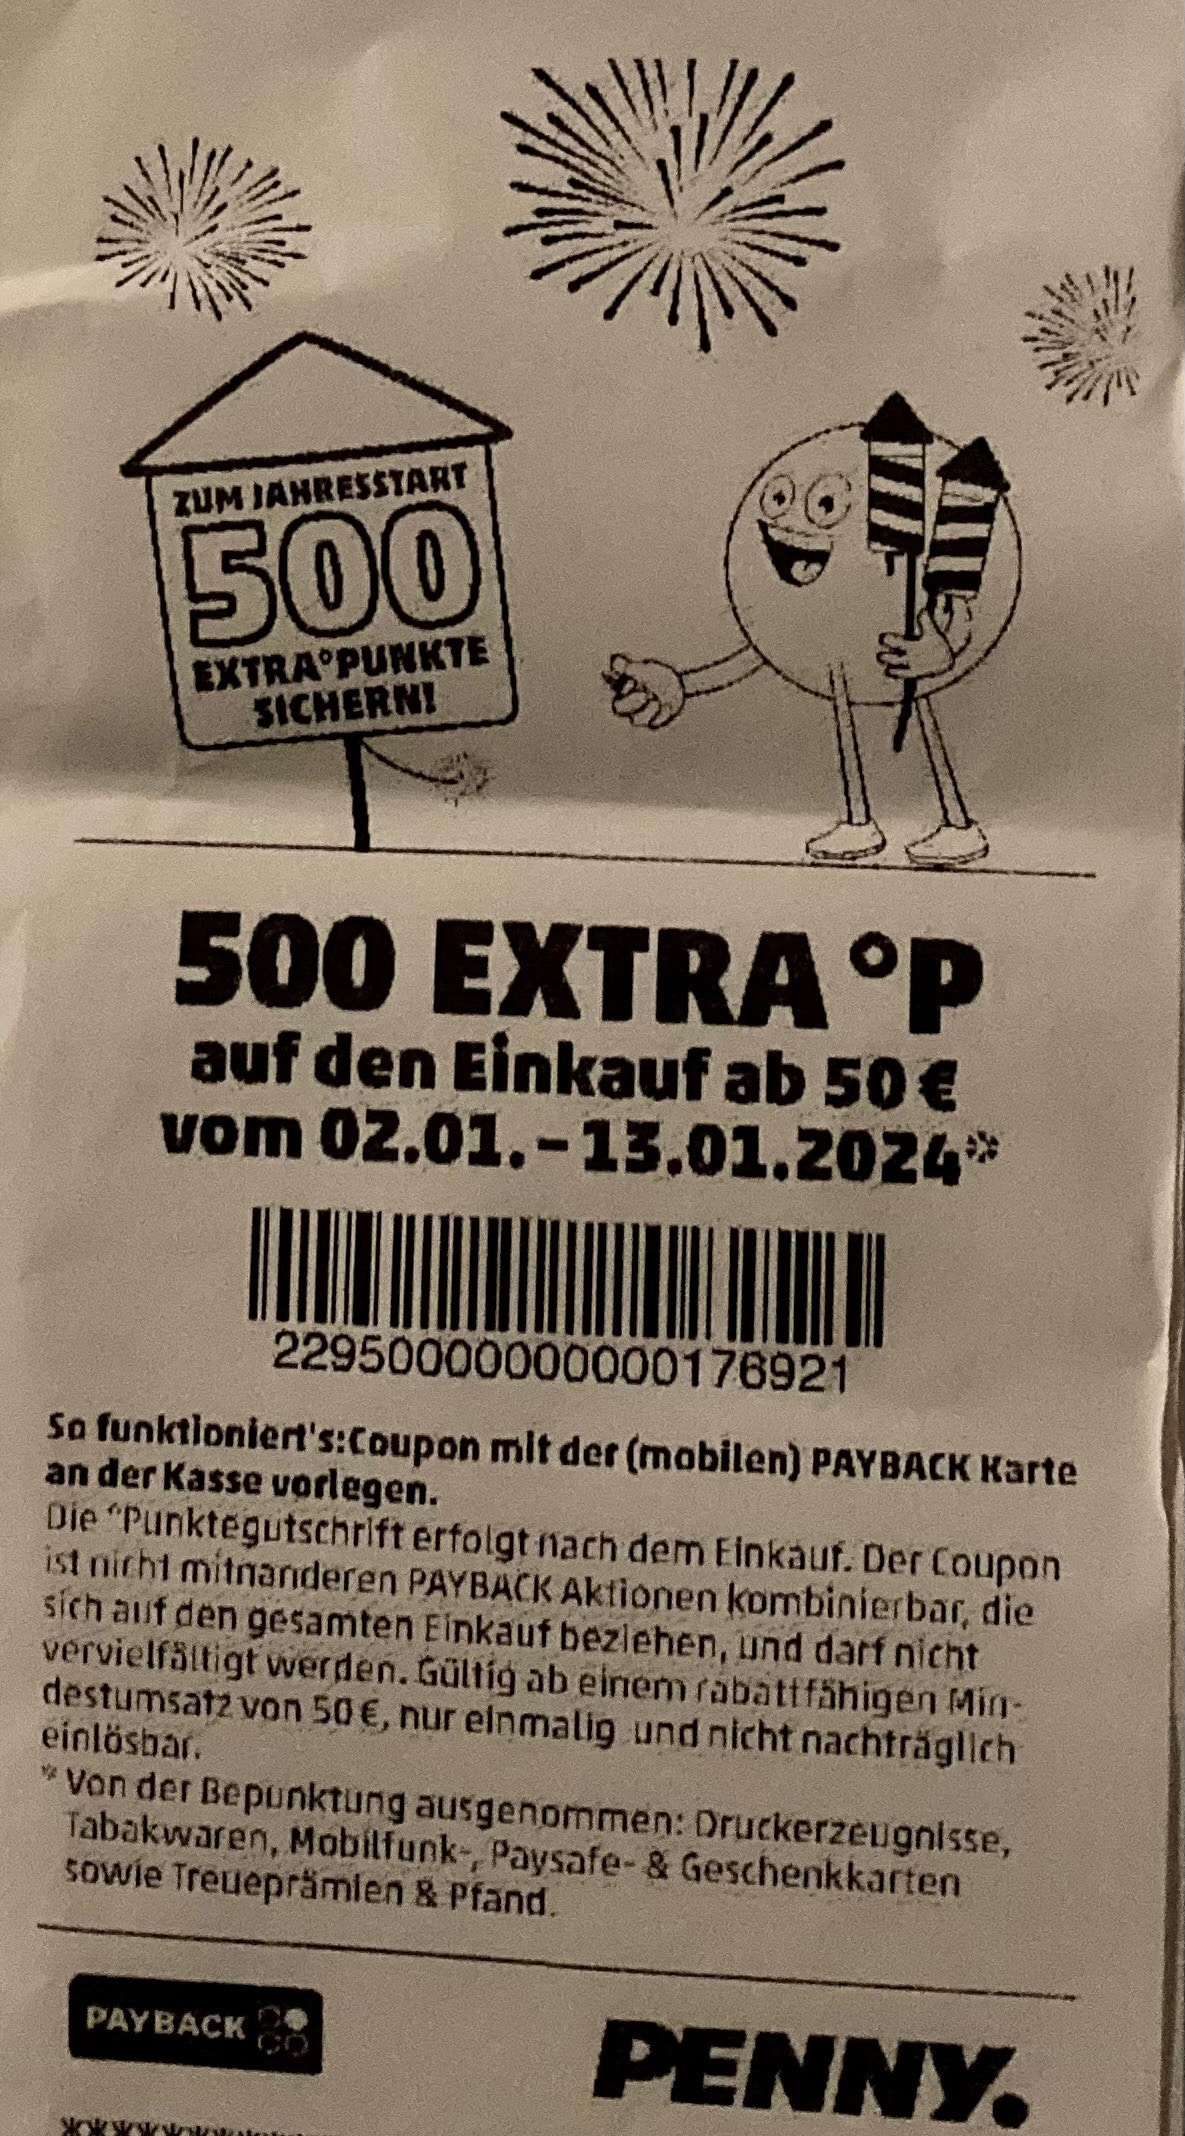 ZUM JAHRESSTART
500
EXTRA°PUNKTE
SICHERN!
500 EXTRA °P
auf den Einkauf ab 50 €
vom 02.01. – 13.01.2024*
2295000000000000176921
So funktioniert's:Coupon mit der (mobilen) PAYBACK Karte
an der Kasse vorlegen.
Die °Punktegutschrift erfolgt nach dem Einkauf. Der Coupon
ist nicht mitnanderen PAYBACK Aktionen kombinierbar, die
sich auf den gesamten Einkauf beziehen, und darf nicht
vervielfältigt werden. Gültig ab einem rabattfähigen Min-
destumsatz von 50 €, nur einmalig und nicht nachträglich
einlösbar.
* Von der Bepunktung ausgenommen: Druckerzeugnisse,
Tabakwaren, Mobilfunk-, Paysafe- & Geschenkkarten
sowie Treueprämien & Pfand.
PAYBACK
PENNY.